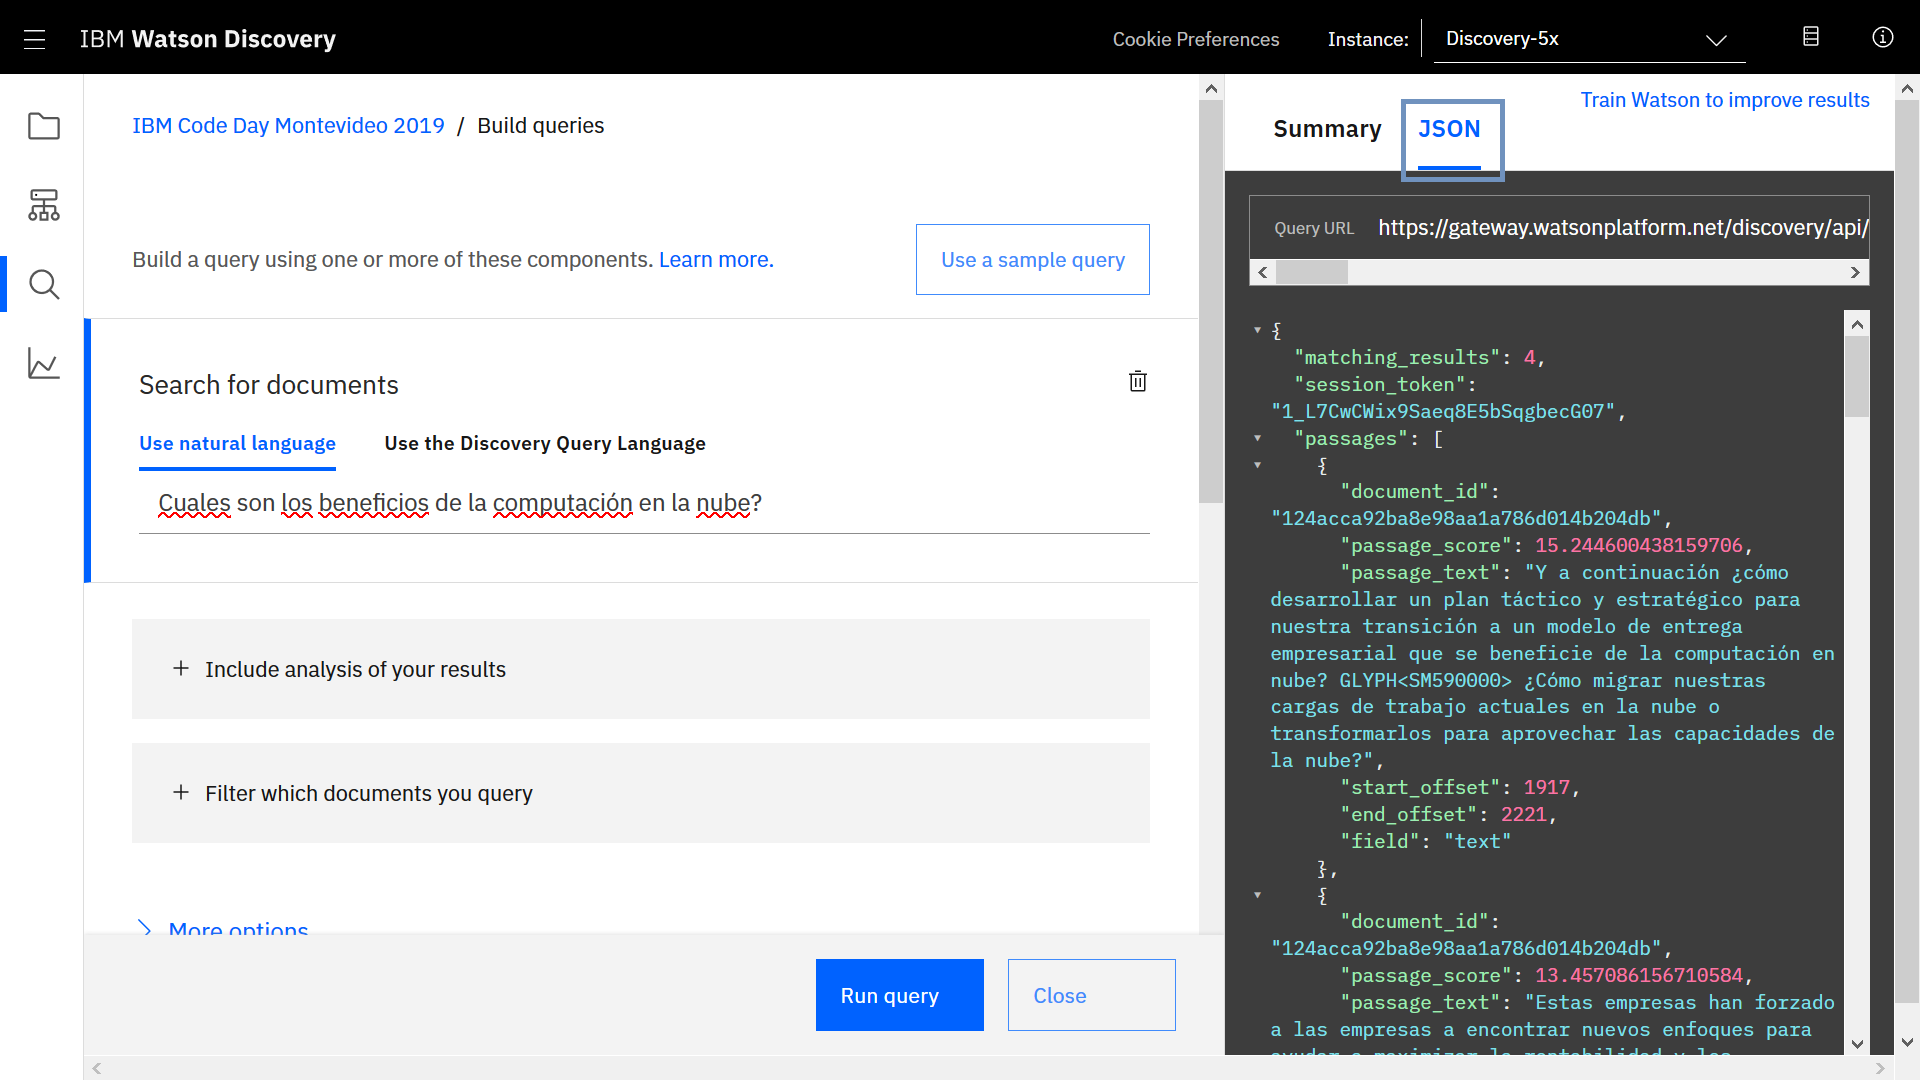 IBM Watson Discovery
Cookie Preferences
Instance:
Discovery-5x
IBM Code Day Montevideo 2019 / Build queries
Build a query using one or more of these components. Learn more.
Use a sample query
Search for documents
Use natural language
Use the Discovery Query Language
Cuales son los beneficios de la computación en la nube?
+ Include analysis of your results
+ Filter which documents you query
More options
Run query
Close
Train Watson to improve results
Summary
JSON
Query URL https://gateway.watsonplatform.net/discovery/api/
{
"matching_results": 4,
"session_token":
"1_L7CwCWix9Saeq8E5bSqgbecG07",
"passages": [
{
"document_id":
"124acca92ba8e98aa1a786d014b204db",
"passage_score": 15.244600438159706,
"passage_text": "Y a continuación ¿cómo
desarrollar un plan táctico y estratégico para
nuestra transición a un modelo de entrega
empresarial que se beneficie de la computación en
nube? GLYPH<SM590000> ¿Cómo migrar nuestras
cargas de trabajo actuales en la nube o
transformarlos para aprovechar las capacidades de
la nube?",
"start_offset": 1917,
"end_offset": 2221,
"field": "text"
},
{
"document_id":
"124acca92ba8e98aa1a786d014b204db",
"passage_score": 13.457086156710584,
"passage_text": "Estas empresas han forzado
a las empresas a encontrar nuevos enfoques para
ayudar a maximizar la rentabilidad y los